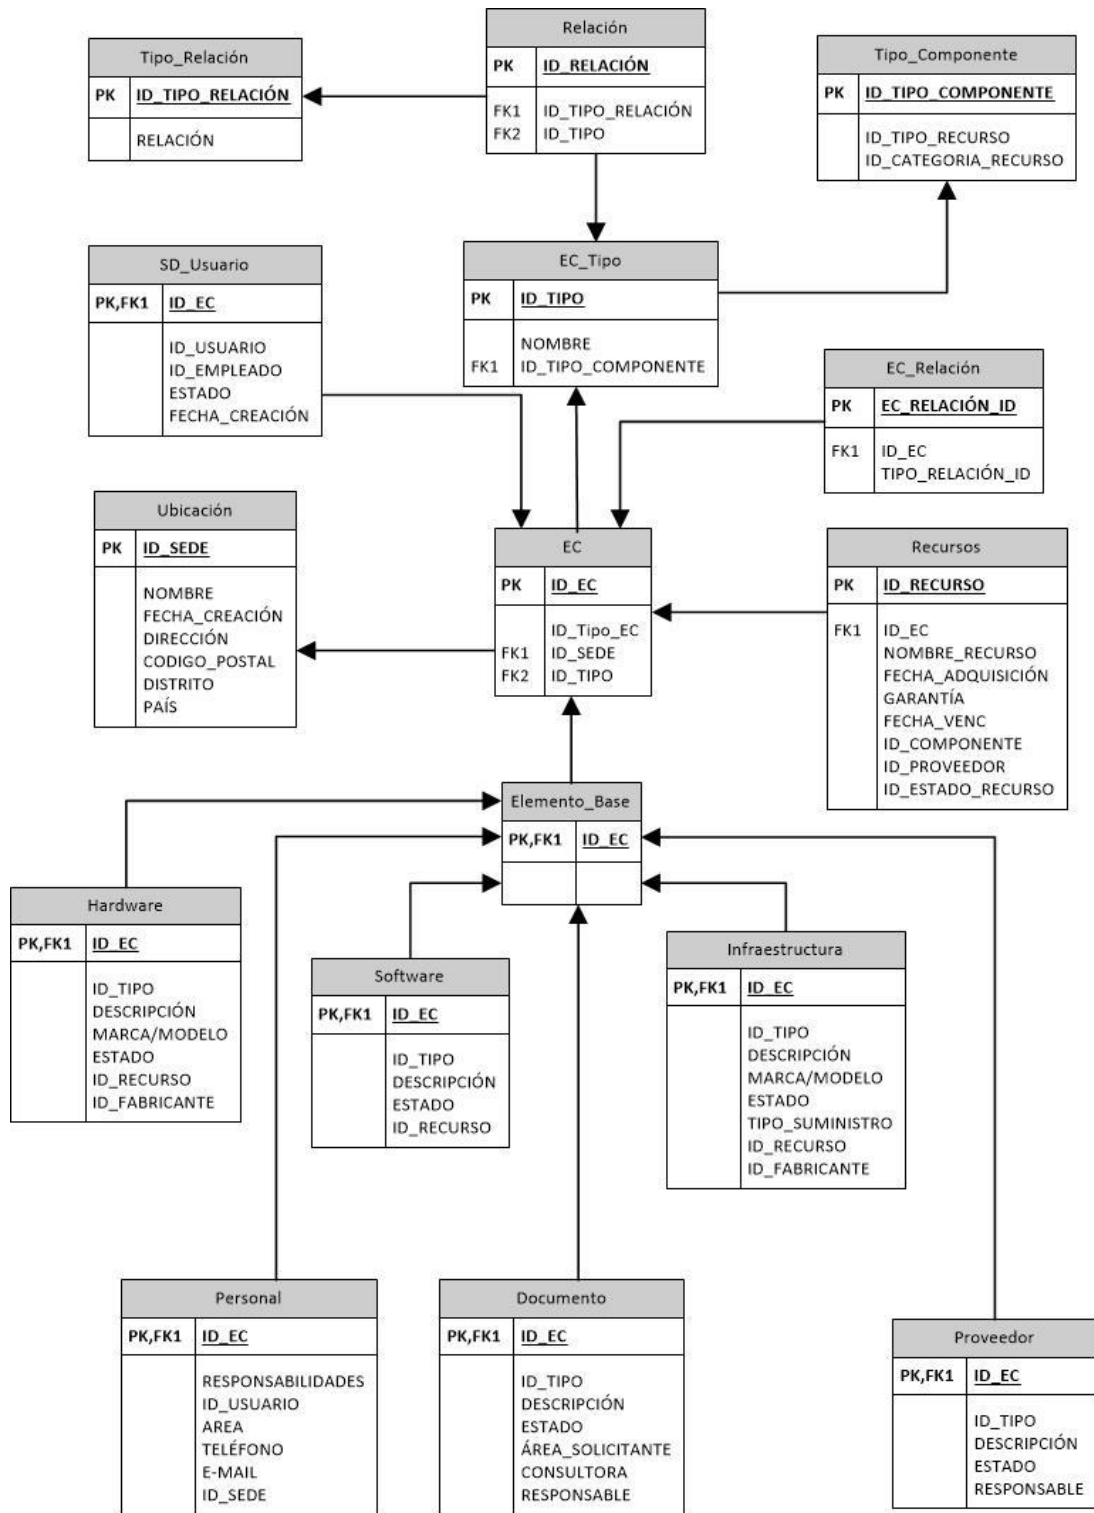 Relación
PK ID_RELACIÓN
FK1 ID_TIPO_RELACIÓN
FK2 ID_TIPO
Tipo_Relación
PK ID_TIPO_RELACIÓN
RELACIÓN
Tipo_Componente
PK ID_TIPO_COMPONENTE
ID_TIPO_RECURSO
ID_CATEGORIA_RECURSO
SD_Usuario
PK,FK1 ID_EC
ID_USUARIO
ID_EMPLEADO
ESTADO
FECHA_CREACIÓN
EC_Tipo
PK ID_TIPO
NOMBRE
FK1 ID_TIPO_COMPONENTE
EC_Relación
PK EC_RELACIÓN_ID
FK1 ID_EC
TIPO_RELACIÓN_ID
Ubicación
PK ID_SEDE
NOMBRE
FECHA_CREACIÓN
DIRECCIÓN
CODIGO_POSTAL
DISTRITO
PAÍS
EC
PK ID_EC
ID_Tipo_EC
FK1 ID_SEDE
FK2 ID_TIPO
Recursos
PK ID_RECURSO
FK1 ID_EC
NOMBRE_RECURSO
FECHA_ADQUISICIÓN
GARANTÍA
FECHA_VENC
ID_COMPONENTE
ID_PROVEEDOR
ID_ESTADO_RECURSO
Elemento_Base
PK,FK1 ID_EC
Hardware
PK,FK1 ID_EC
ID_TIPO
DESCRIPCIÓN
MARCA/MODELO
ESTADO
ID_RECURSO
ID_FABRICANTE
Software
PK,FK1 ID_EC
ID_TIPO
DESCRIPCIÓN
ESTADO
ID_RECURSO
Infraestructura
PK,FK1 ID_EC
ID_TIPO
DESCRIPCIÓN
MARCA/MODELO
ESTADO
TIPO_SUMINISTRO
ID_RECURSO
ID_FABRICANTE
Personal
PK,FK1 ID_EC
RESPONSABILIDADES
ID_USUARIO
AREA
TELÉFONO
E-MAIL
ID_SEDE
Documento
PK,FK1 ID_EC
ID_TIPO
DESCRIPCIÓN
ESTADO
ÁREA_SOLICITANTE
CONSULTORA
RESPONSABLE
Proveedor
PK,FK1 ID_EC
ID_TIPO
DESCRIPCIÓN
ESTADO
RESPONSABLE